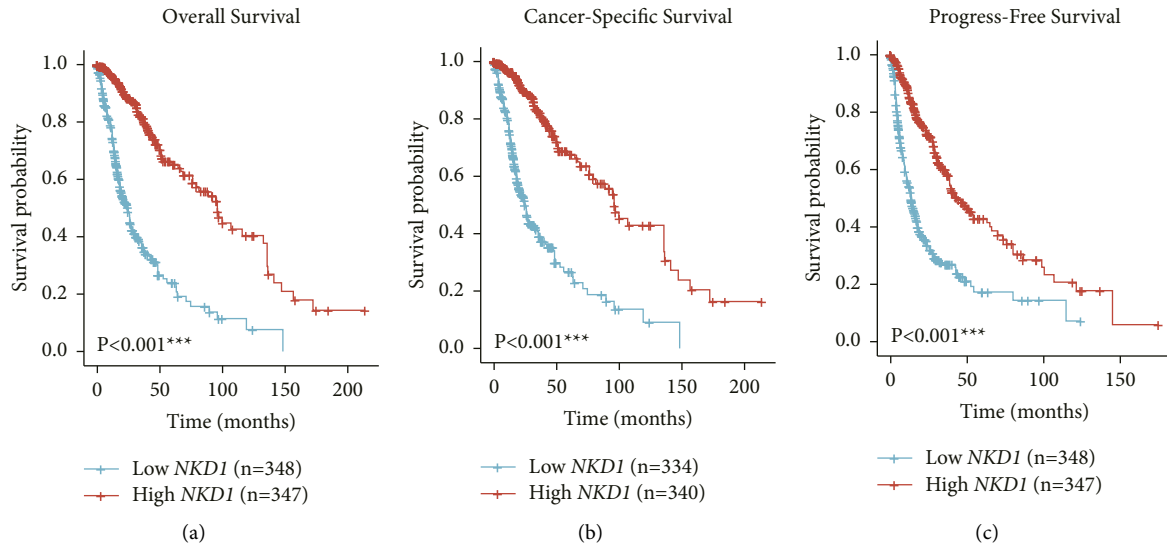 Overall Survival
Survival probability
1.0
0.8
0.6
0.4
0.2
0.0
P<0.001***
0 50 100 150 200
Time (months)
Low NKD1 (n=348)
High NKD1 (n=347)
(a)
Cancer-Specific Survival
Survival probability
1.0
0.8
0.6
0.4
0.2
0.0
P<0.001***
0 50 100 150 200
Time (months)
Low NKD1 (n=334)
High NKD1 (n=340)
(b)
Progress-Free Survival
Survival probability
1.0
0.8
0.6
0.4
0.2
0.0
P<0.001***
0 50 100 150
Time (months)
Low NKD1 (n=348)
High NKD1 (n=347)
(c)